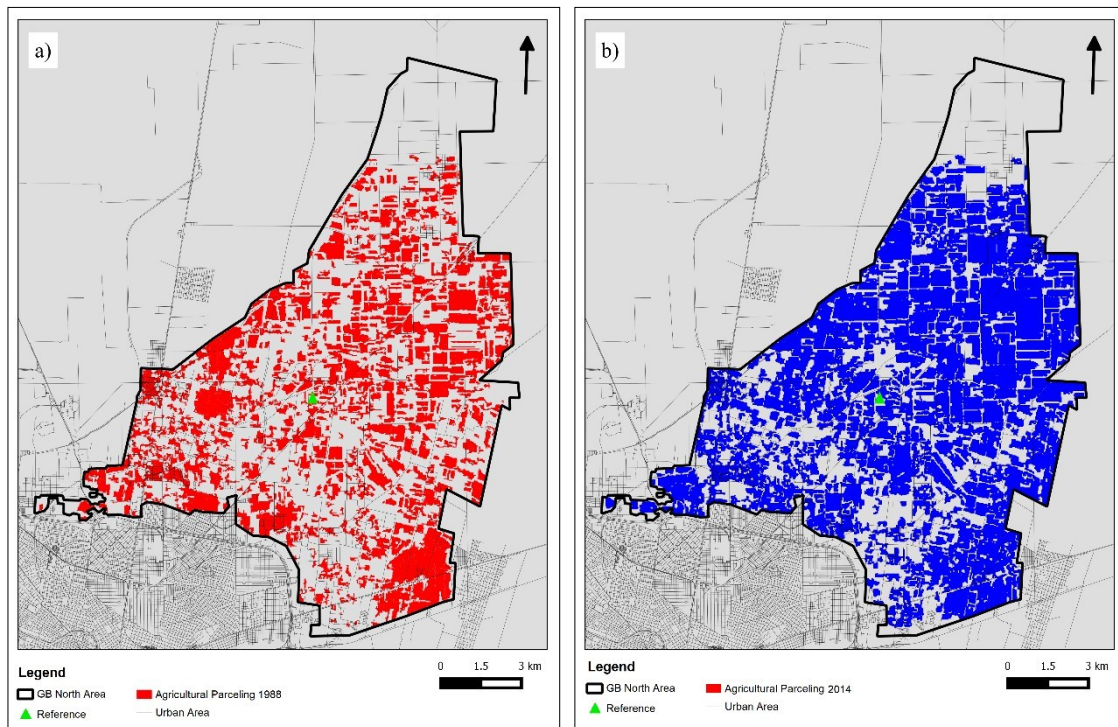 a)
Legend
GB North Area
Agricultural Parceling 1988
Reference
Urban Area
0 1.5 3 km
b)
Legend
GB North Area
Agricultural Parceling 2014
Reference
Urban Area
0 1.5 3 km